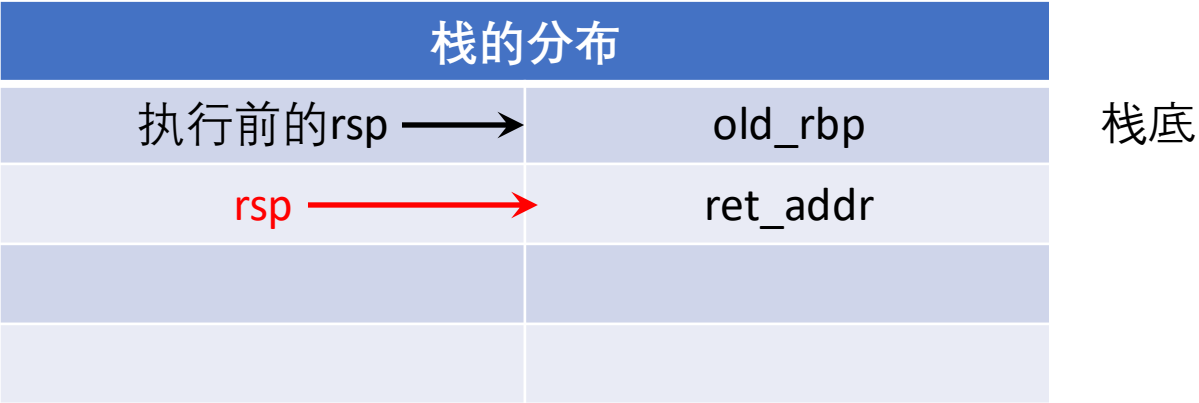 栈的分布
执行前的rsp old_rbp 栈底
rsp ret_addr